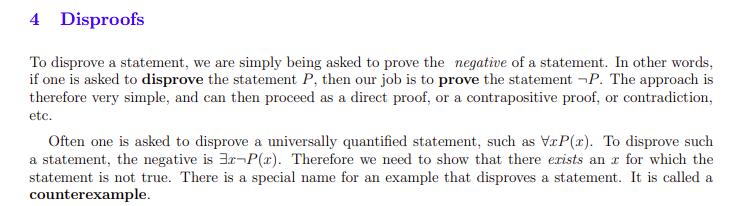 4 Disproofs
To disprove a statement, we are simply being asked to prove the negative of a statement. In other words,
if one is asked to disprove the statement P, then our job is to prove the statement ¬P. The approach is
therefore very simple, and can then proceed as a direct proof, or a contrapositive proof, or contradiction,
etc.
Often one is asked to disprove a universally quantified statement, such as ∀xP(x). To disprove such
a statement, the negative is ∃x¬P(x). Therefore we need to show that there exists an x for which the
statement is not true. There is a special name for an example that disproves a statement. It is called a
counterexample.